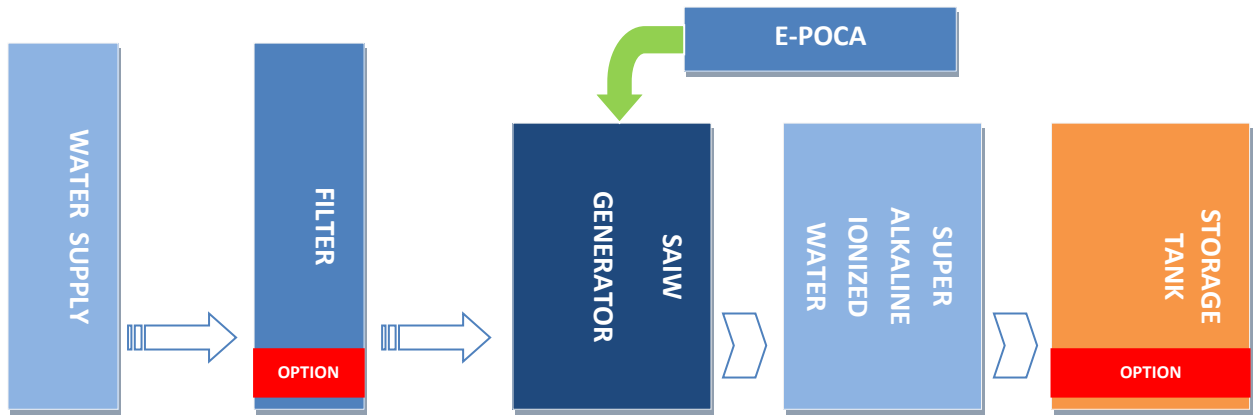 WATER SUPPLY
FILTER
OPTION
E-POCA
SAIW
GENERATOR
SUPER
ALKALINE
IONIZED
WATER
STORAGE
TANK
OPTION